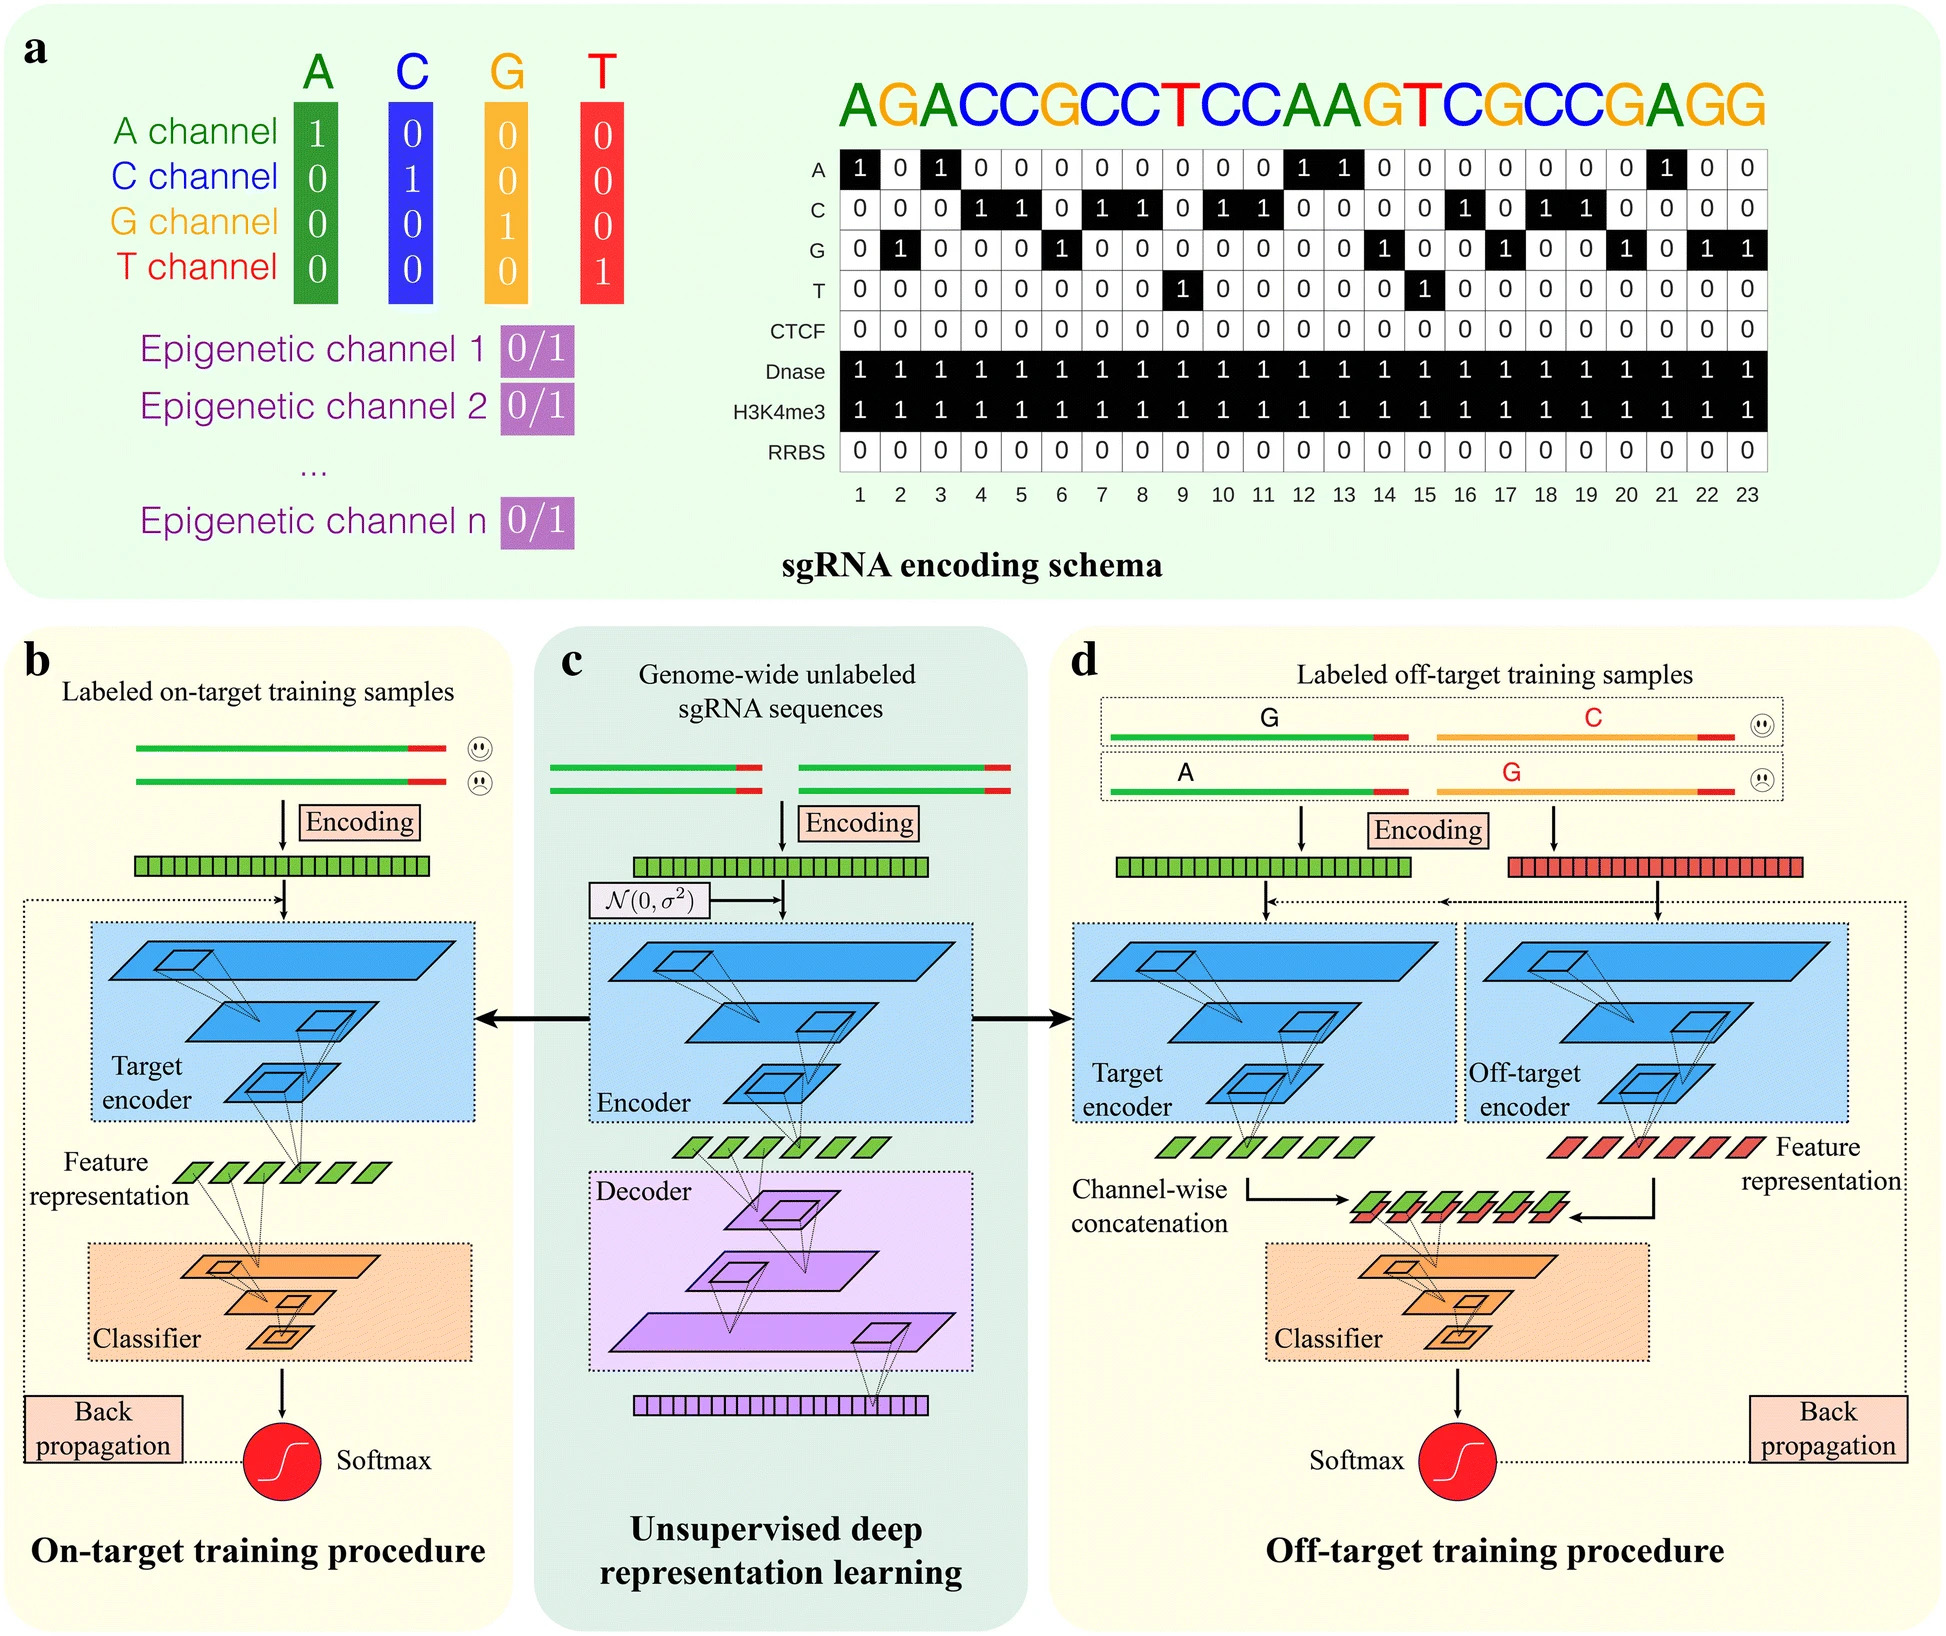 a
A C G T
A channel 1 0 0 0
C channel 0 1 0 0
G channel 0 0 1 0
T channel 0 0 0 1
Epigenetic channel 1 0/1
Epigenetic channel 2 0/1
...
Epigenetic channel n 0/1
AGACCGCCTCCAAGTCGCCGAGG
A 1 0 1 0 0 0 0 0 0 0 0 1 1 0 0 0 0 0 0 0 1 0 0
C 0 0 0 1 1 0 1 1 0 1 1 0 0 0 0 1 0 1 1 0 0 0 0
G 0 1 0 0 0 1 0 0 0 0 0 0 0 1 0 0 1 0 0 1 0 1 1
T 0 0 0 0 0 0 0 0 1 0 0 0 0 0 1 0 0 0 0 0 0 0 0
CTCF 0 0 0 0 0 0 0 0 0 0 0 0 0 0 0 0 0 0 0 0 0 0 0
Dnase 1 1 1 1 1 1 1 1 1 1 1 1 1 1 1 1 1 1 1 1 1 1 1
H3K4me3 1 1 1 1 1 1 1 1 1 1 1 1 1 1 1 1 1 1 1 1 1 1 1
RRBS 0 0 0 0 0 0 0 0 0 0 0 0 0 0 0 0 0 0 0 0 0 0 0
1 2 3 4 5 6 7 8 9 10 11 12 13 14 15 16 17 18 19 20 21 22 23
sgRNA encoding schema
b
Labeled on-target training samples
Encoding
Target
encoder
Feature
representation
Classifier
Back
propagation
Softmax
On-target training procedure
c
Genome-wide unlabeled
sgRNA sequences
Encoding
𝒩(0, σ²)
Encoder
Decoder
Unsupervised deep
representation learning
d
Labeled off-target training samples
G C
A G
Encoding
Target
encoder
Off-target
encoder
Feature
representation
Channel-wise
concatenation
Classifier
Softmax
Back
propagation
Off-target training procedure